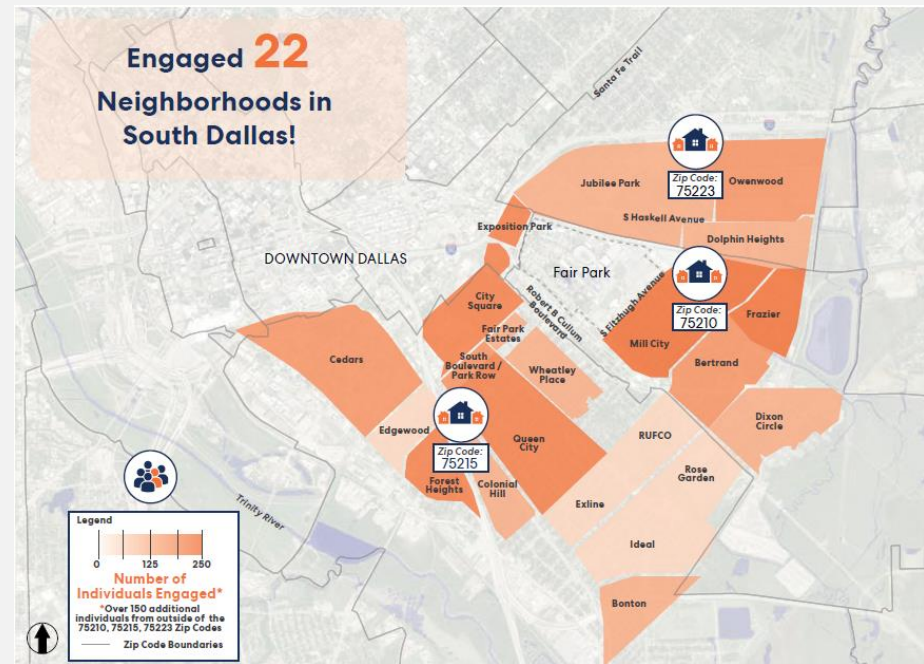 Engaged 22
Neighborhoods in
South Dallas!
Santa Fe Trail
Zip Code:
75223
Jubilee Park
Owenwood
S Haskell Avenue
Exposition Park
Dolphin Heights
DOWNTOWN DALLAS
Fair Park
Zip Code:
75210
S Fitzhugh Avenue
Robert B Cullum
Boulevard
City
Square
Fair Park
Estates
Frazier
Mill City
Cedars
South
Boulevard /
Park Row
Wheatley
Place
Bertrand
Dixon
Circle
Edgewood
Zip Code:
75215
Queen
City
RUFCO
Forest
Heights
Colonial
Hill
Rose
Garden
Exline
Ideal
Bonton
Trinity River
Legend
0 125 250
Number of
Individuals Engaged*
*Over 150 additional
individuals from outside of the
75210, 75215, 75223 Zip Codes
Zip Code Boundaries